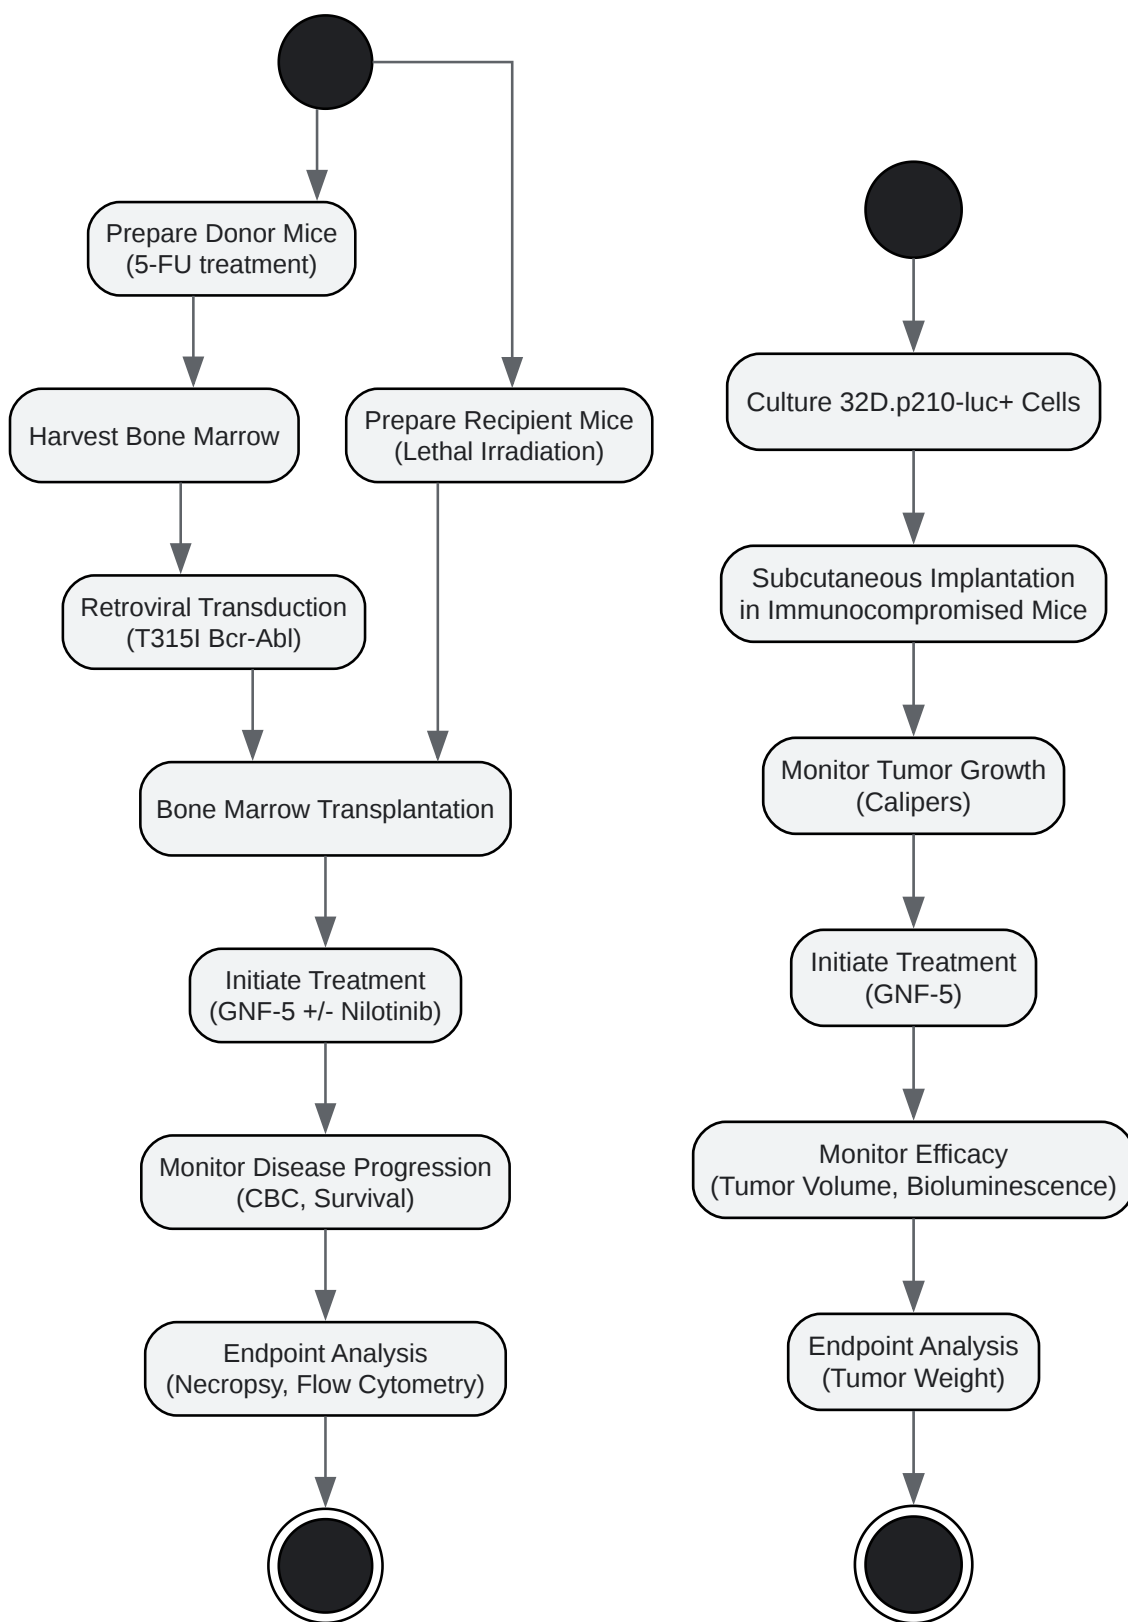 Prepare Donor Mice
(5-FU treatment)
Harvest Bone Marrow
Prepare Recipient Mice
(Lethal Irradiation)
Retroviral Transduction
(T315I Bcr-Abl)
Bone Marrow Transplantation
Initiate Treatment
(GNF-5 +/- Nilotinib)
Monitor Disease Progression
(CBC, Survival)
Endpoint Analysis
(Necropsy, Flow Cytometry)
Culture 32D.p210-luc+ Cells
Subcutaneous Implantation
in Immunocompromised Mice
Monitor Tumor Growth
(Calipers)
Initiate Treatment
(GNF-5)
Monitor Efficacy
(Tumor Volume, Bioluminescence)
Endpoint Analysis
(Tumor Weight)